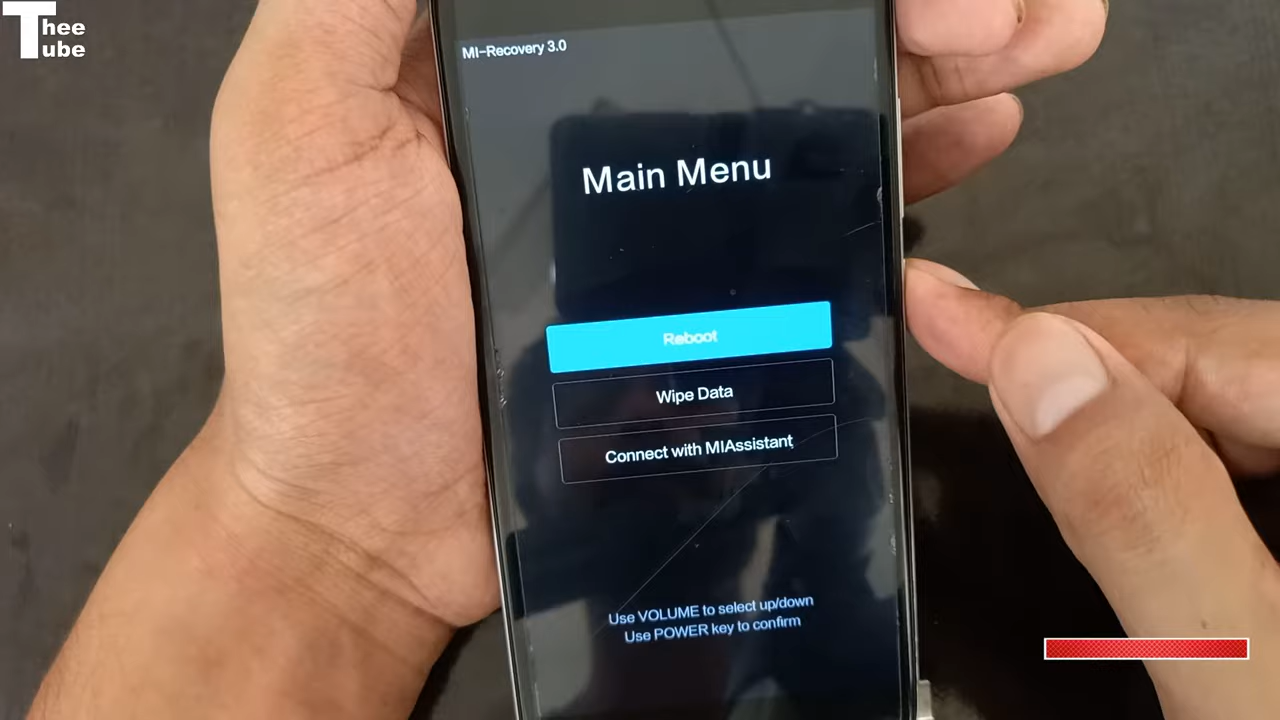 Thee
Tube
MI-Recovery 3.0
Main Menu
Reboot
Wipe Data
Connect with MIAssistant
Use VOLUME to select up/down
Use POWER key to confirm